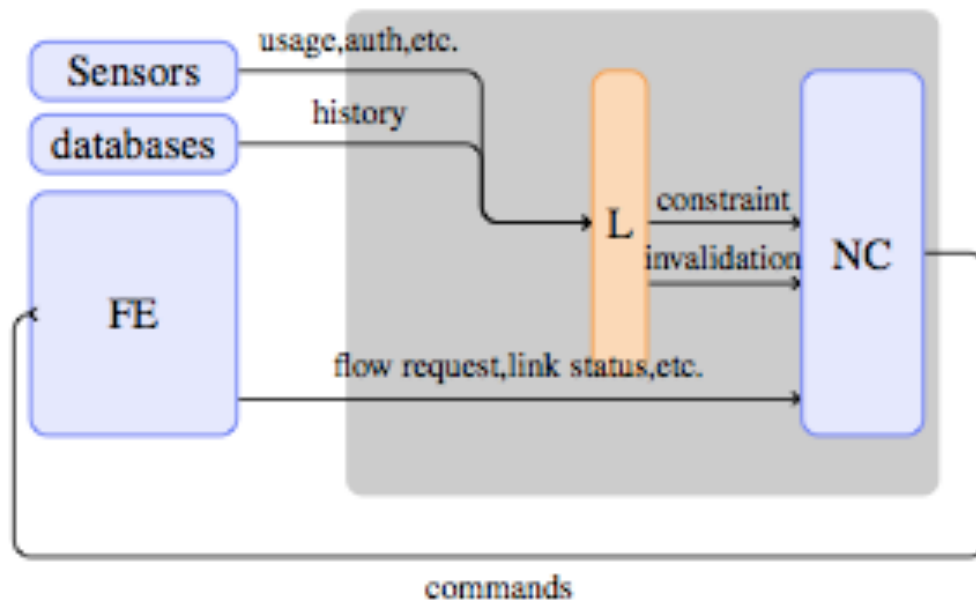 usage,auth,etc.
Sensors
history
databases
constraint
L
invalidation
NC
FE
flow request,link status,etc.
commands